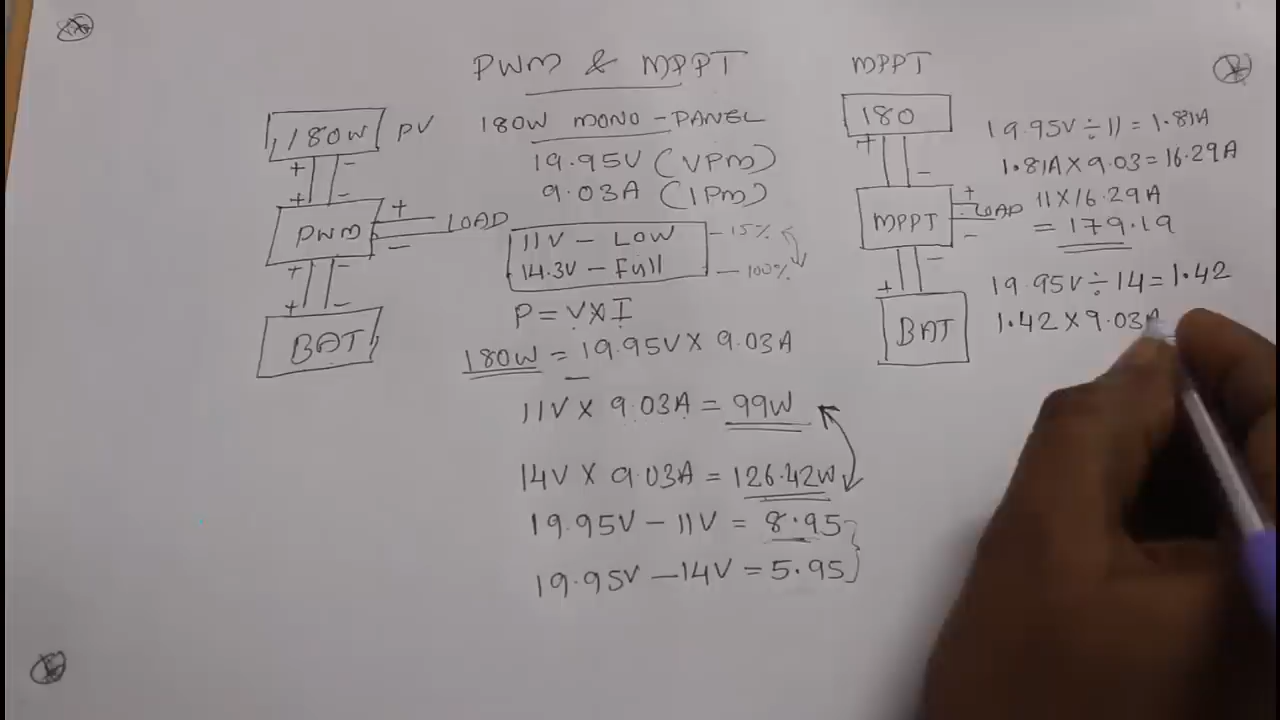 PWM & MPPT
180W PV
+ -
+ -
PWM
+
LOAD
-
+ -
+ -
BAT
180W MONO-PANEL
19.95V (VPM)
9.03A (IPM)
11V - LOW - 15%
14.3V - Full - 100%
P = V X I
180W = 19.95V X 9.03A
11V X 9.03A = 99W
14V X 9.03A = 126.42W
19.95V - 11V = 8.95
19.95V - 14V = 5.95
MPPT
180
+ -
MPPT
+
LOAD
-
-
+
BAT
19.95V ÷ 11 = 1.81A
1.81A X 9.03 = 16.29A
11 X 16.29A
= 179.19
19.95V ÷ 14 = 1.42
1.42 X 9.03A